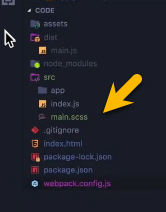 CODE
assets
dist
main.js
node_modules
src
app
index.js
main.scss
.gitignore
index.html
package-lock.json
package.json
webpack.config.js